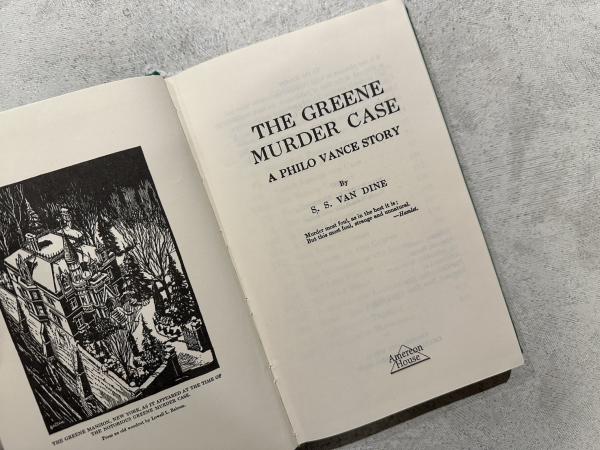 THE GREENE MANSION, NEW YORK, AS IT APPEARED AT THE TIME OF
THE NOTORIOUS GREENE MURDER CASE.
From an old woodcut by Lowell L. Balcom.
THE GREENE
MURDER CASE
A PHILO VANCE STORY
By
S. S. VAN DINE
Murder most foul, as in the best it is;
But this most foul, strange and unnatural.
—Hamlet.
Amereon
House